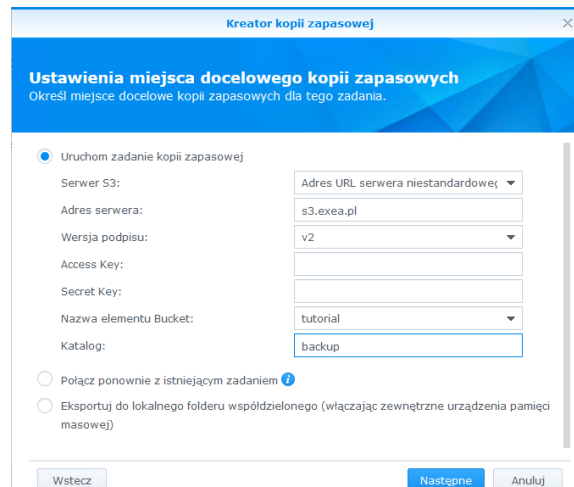 Kreator kopii zapasowej
Ustawienia miejsca docelowego kopii zapasowych
Określ miejsce docelowe kopii zapasowych dla tego zadania.
Uruchom zadanie kopii zapasowej
Serwer S3: Adres URL serwera niestandardoweg
Adres serwera: s3.exea.pl
Wersja podpisu: v2
Access Key:
Secret Key:
Nazwa elementu Bucket: tutorial
Katalog: backup
Połącz ponownie z istniejącym zadaniem
Eksportuj do lokalnego folderu współdzielonego (włączając zewnętrzne urządzenia pamięci
masowej)
Wstecz Następne Anuluj